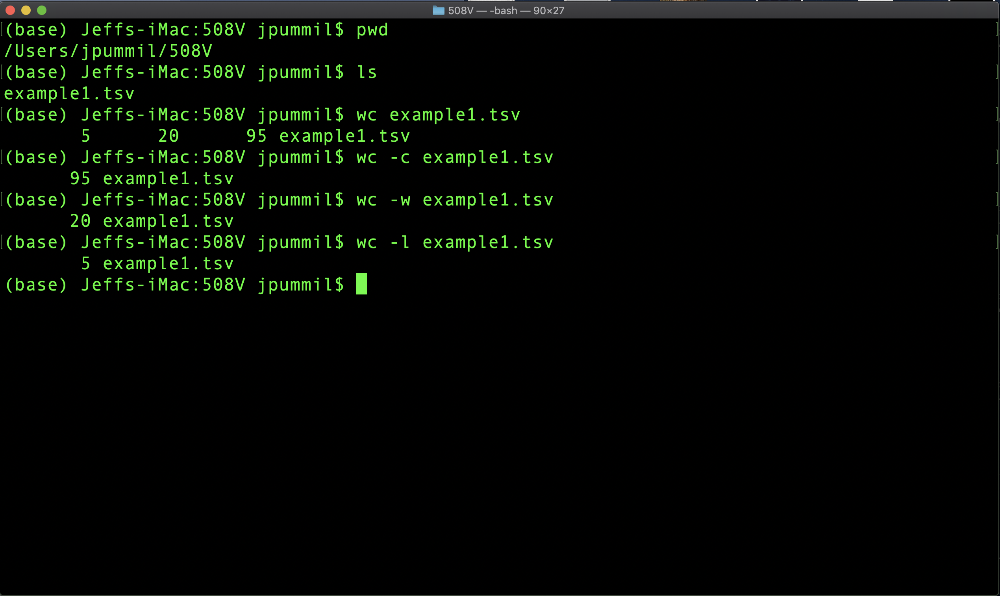 508V — -bash — 90×27
(base) Jeffs-iMac:508V jpummil$ pwd
/Users/jpummil/508V
(base) Jeffs-iMac:508V jpummil$ ls
example1.tsv
(base) Jeffs-iMac:508V jpummil$ wc example1.tsv
       5      20      95 example1.tsv
(base) Jeffs-iMac:508V jpummil$ wc -c example1.tsv
      95 example1.tsv
(base) Jeffs-iMac:508V jpummil$ wc -w example1.tsv
      20 example1.tsv
(base) Jeffs-iMac:508V jpummil$ wc -l example1.tsv
       5 example1.tsv
(base) Jeffs-iMac:508V jpummil$